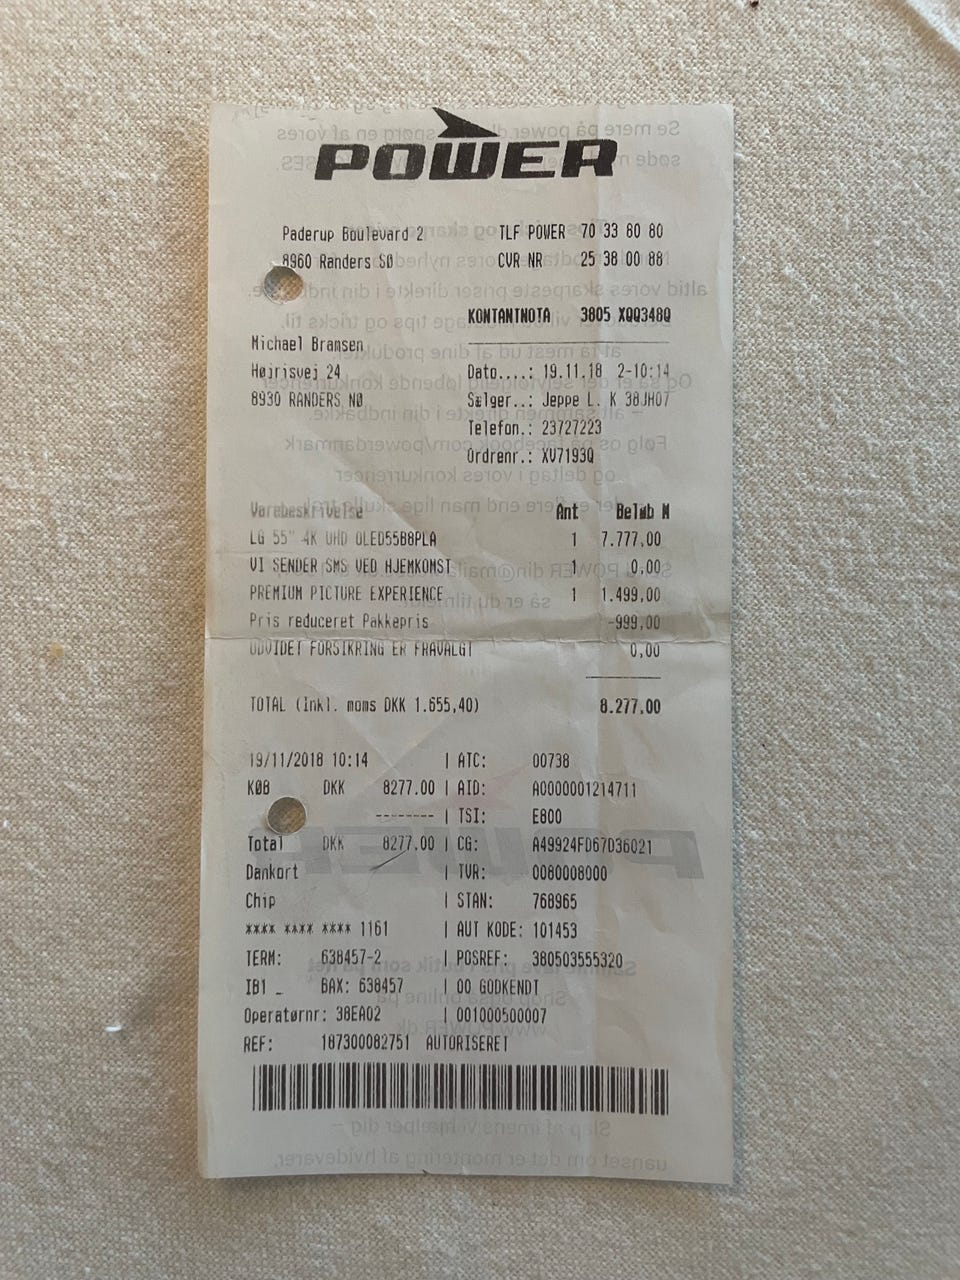 POWER
Paderup Boulevard 2 TLF POWER 70 33 80 80
8960 Randers SØ CVR NR 25 38 00 88
KONTANTNOTA 3805 XQQ348Q
Michael Bramsen
Højrisvej 24 Dato....: 19.11.18 2-10:14
8930 RANDERS NØ Sælger..: Jeppe L. K 38JH07
Telefon.: 23727223
Ordrenr.: XV7193Q
Varebeskrivelse Ant Beløb M
LG 55" 4K UHD OLED55B8PLA 1 7.777,00
VI SENDER SMS VED HJEMKOMST 1 0,00
PREMIUM PICTURE EXPERIENCE 1 1.499,00
Pris reduceret Pakkepris -999,00
UDVIDET FORSIKRING ER FRAVALGT 0,00
TOTAL (Inkl. moms DKK 1.655,40) 8.277,00
19/11/2018 10:14 | ATC: 00738
KØB DKK 8277.00 | AID: A0000001214711
-------- | TSI: E800
Total DKK 8277.00 | CG: A49924FD67D36021
Dankort | TVR: 0080008000
Chip | STAN: 768965
**** **** **** 1161 | AUT KODE: 101453
TERM: 638457-2 | POSREF: 380503555320
IB1 _ BAX: 638457 | 00 GODKENDT
Operatørnr: 38EA02 | 001000500007
REF: 187300082751 AUTORISERET